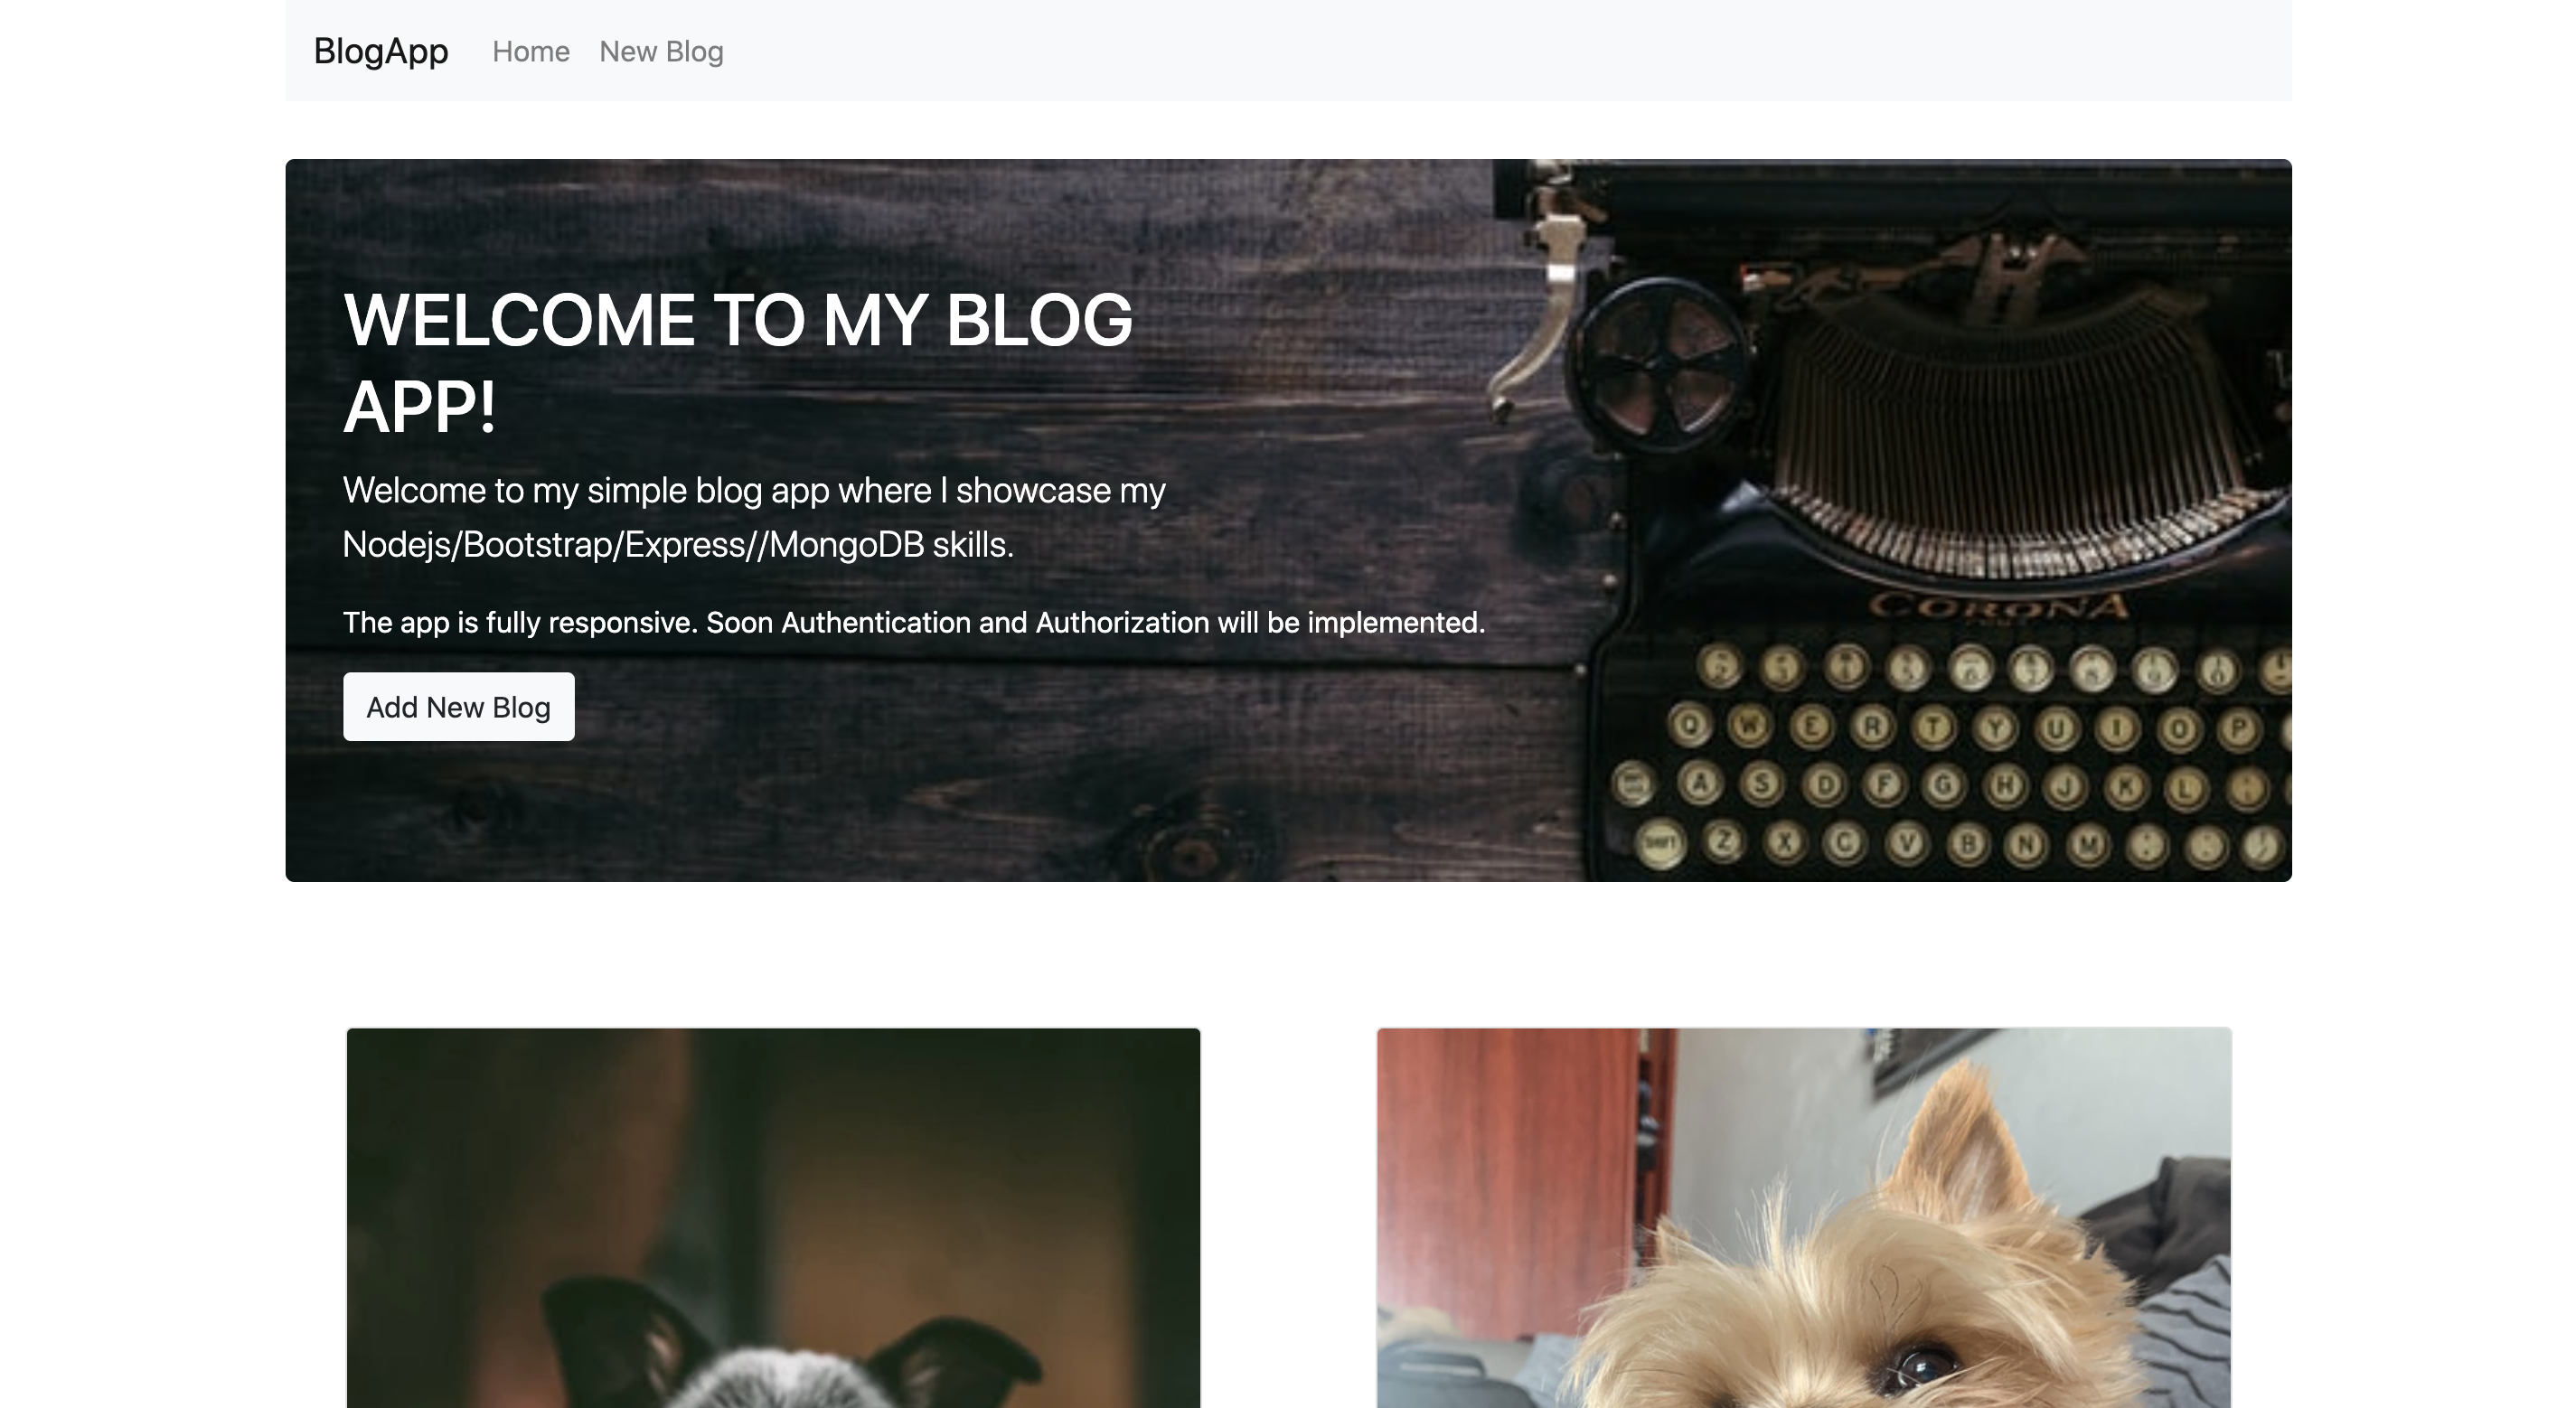 BlogApp Home New Blog
WELCOME TO MY BLOG
APP!
Welcome to my simple blog app where I showcase my
Nodejs/Bootstrap/Express//MongoDB skills.
The app is fully responsive. Soon Authentication and Authorization will be implemented.
Add New Blog
CORONA
Q W E R T Y U I O P
A S D F G H J K L
Z X C V B N M